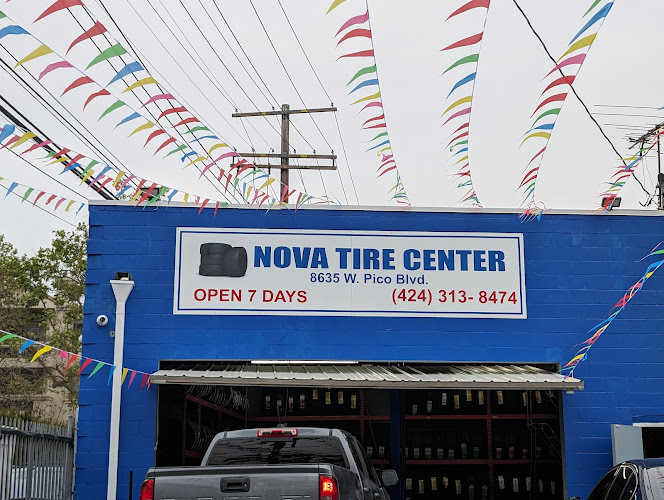 NOVA TIRE CENTER
8635 W. Pico Blvd.
OPEN 7 DAYS (424) 313- 8474